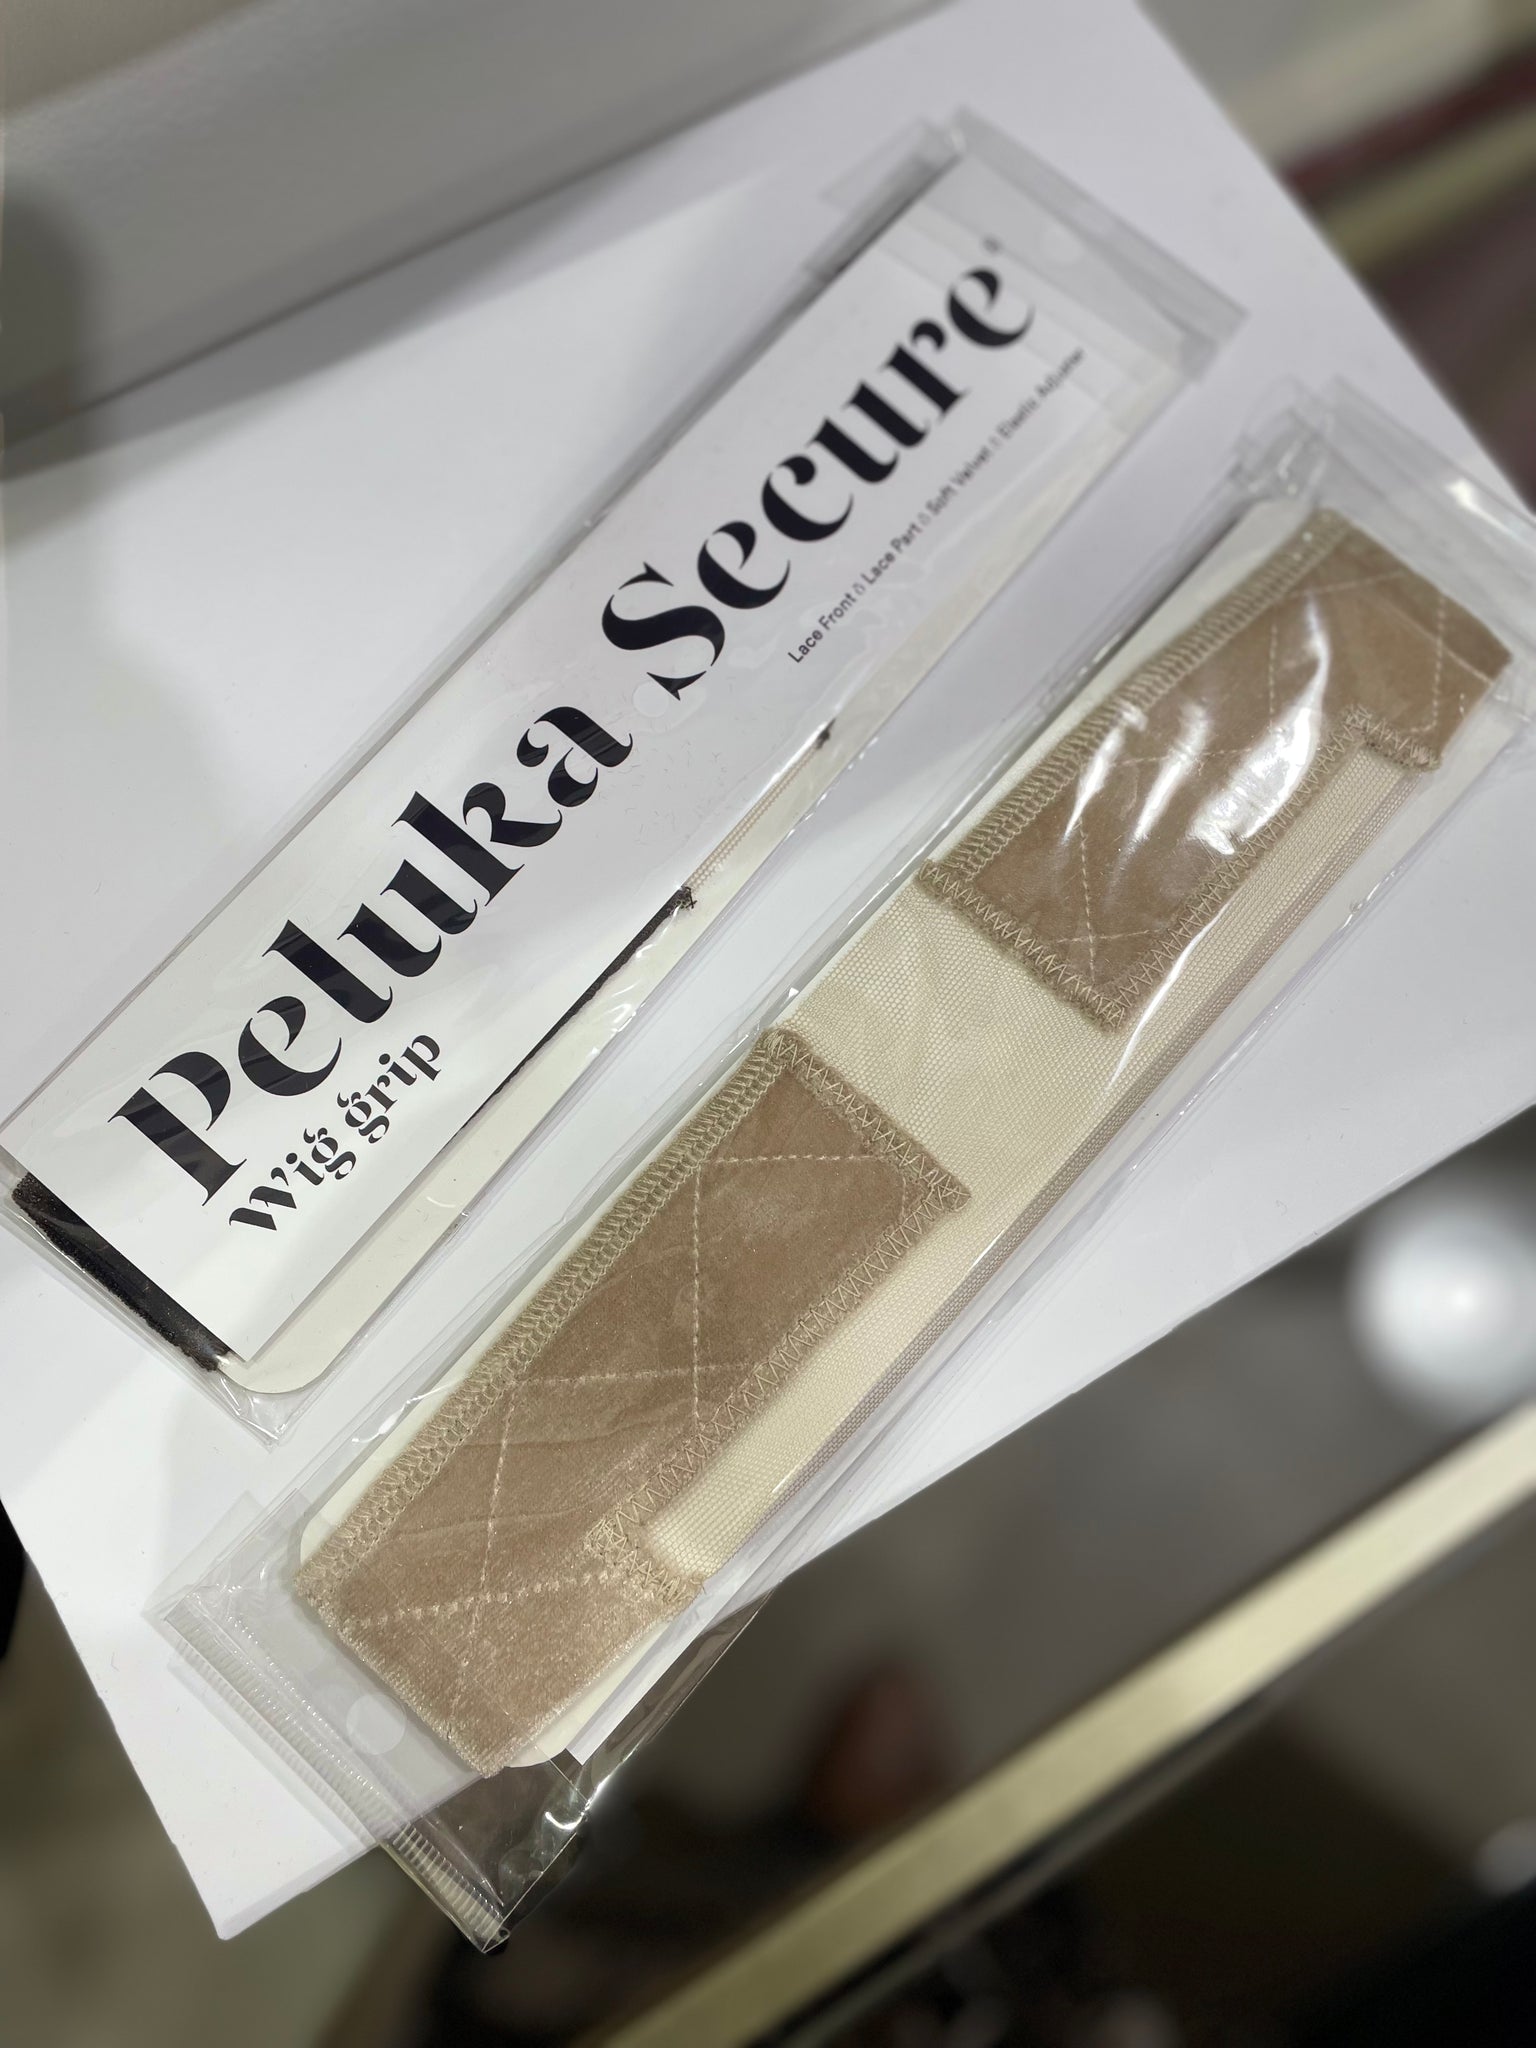 Peluka Secure®
wig grip
Lace Front & Lace Part & Soft Velvet & Elastic Adjuster